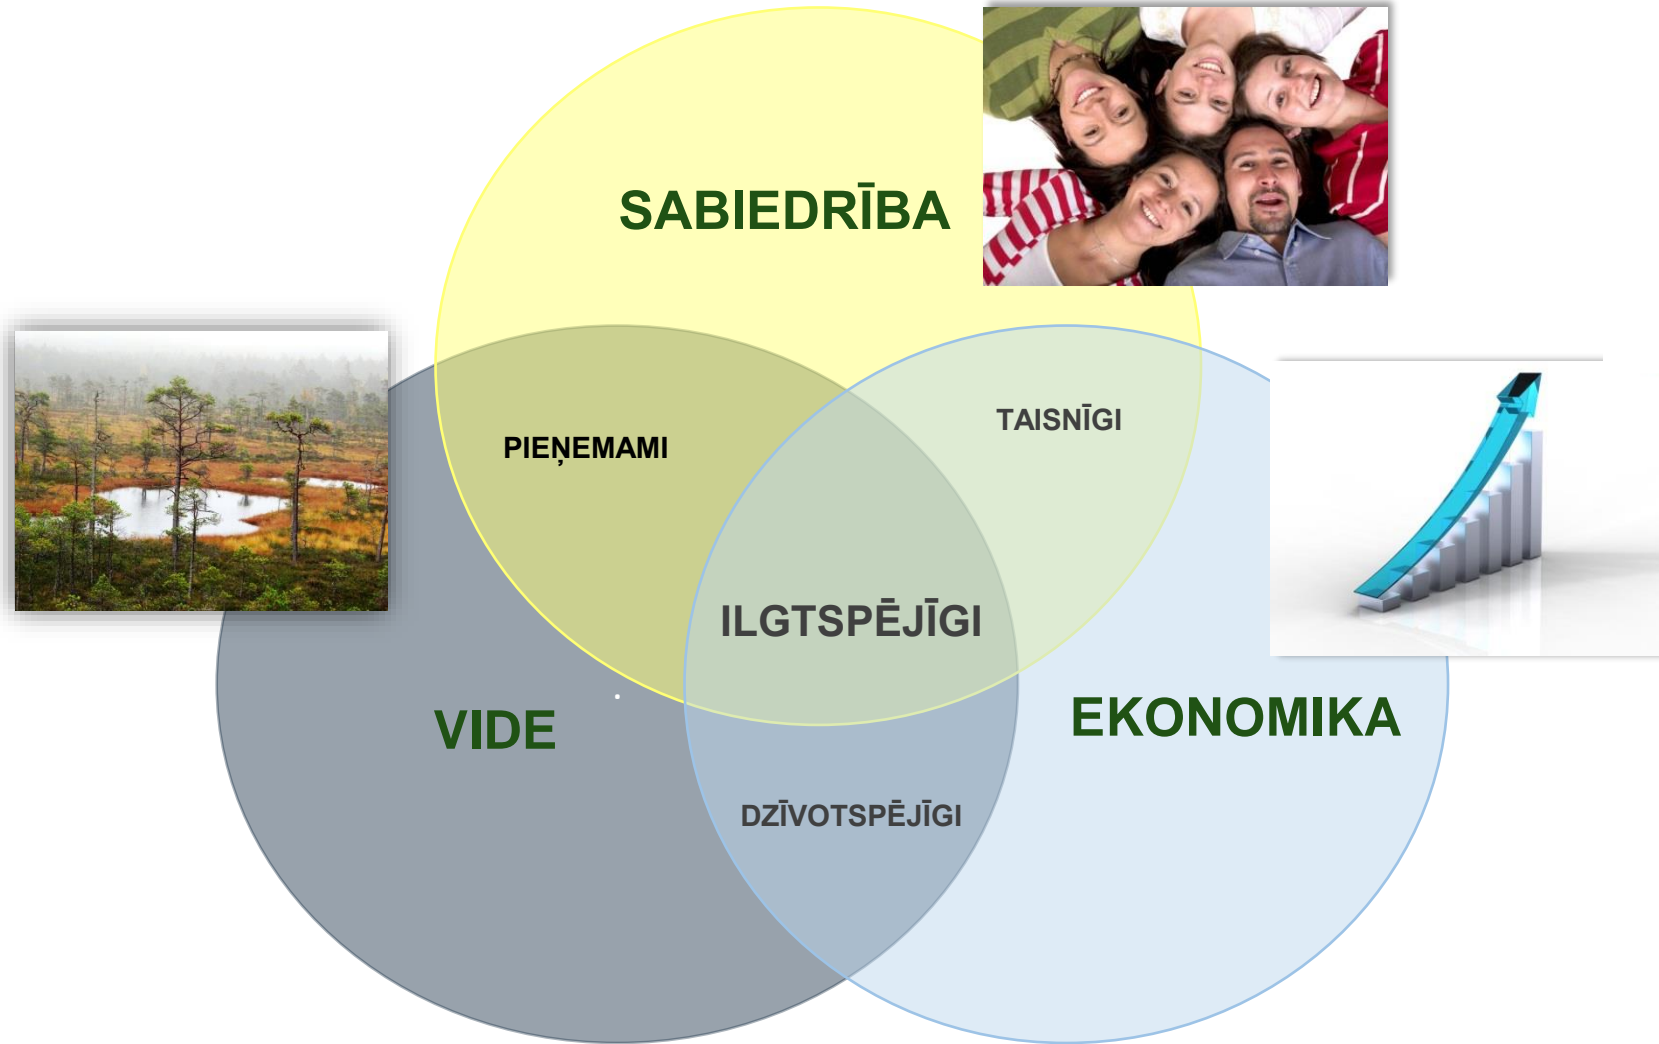 SABIEDRĪBA
TAISNĪGI
PIEŅEMAMI
ILGTSPĒJĪGI
VIDE
EKONOMIKA
DZĪVOTSPĒJĪGI